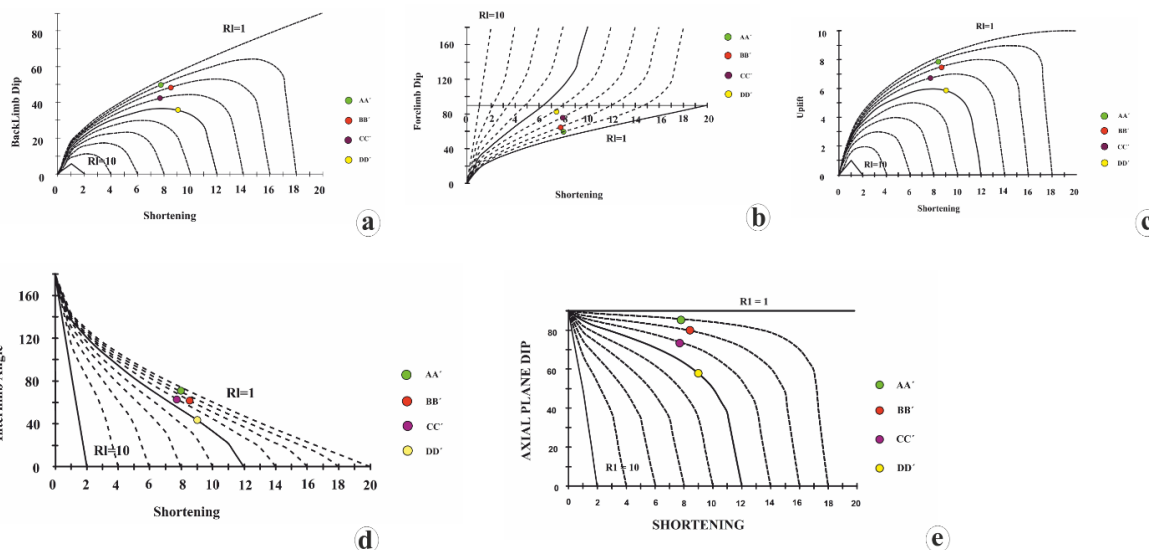 Rl=1
80
60
40
20
0
BackLimb Dip
Rl=10
0 2 4 6 8 10 12 14 16 18 20
Shortening
AA´
BB´
CC´
DD´
a
Rl=10
160
120
80
40
0
Forelimb Dip
0 2 4 6 8 10 12 14 16 18 20
Rl=1
Shortening
AA´
BB´
CC´
DD´
b
Rl=1
10
8
6
4
2
0
Uplift
Rl=10
0 2 4 6 8 10 12 14 16 18 20
Shortening
AA´
BB´
CC´
DD´
c
160
120
80
40
0
Angle
Rl=1
Rl=10
0 2 4 6 8 10 12 14 16 18 20
Shortening
AA´
BB´
CC´
DD´
d
R1 = 1
80
60
40
20
0
AXIAL PLANE DIP
R1 = 10
0 2 4 6 8 10 12 14 16 18 20
SHORTENING
AA´
BB´
CC´
DD´
e